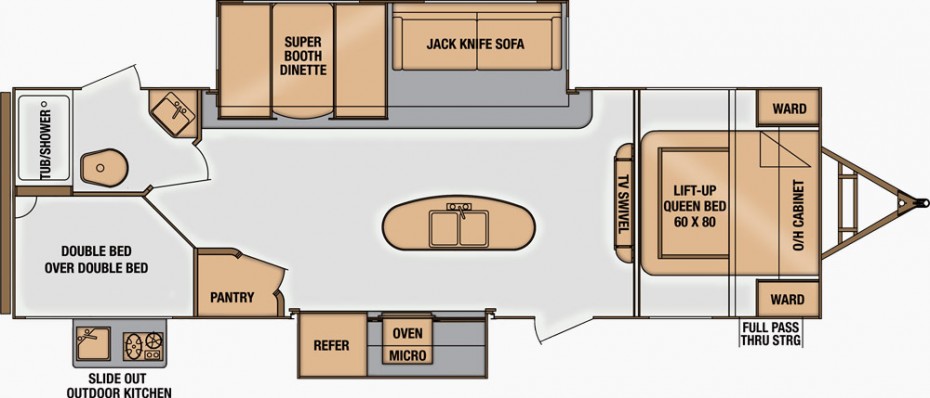 SUPER
BOOTH
DINETTE
JACK KNIFE SOFA
WARD
TUB/SHOWER
TV SWIVEL
LIFT-UP
QUEEN BED
60 X 80
O/H CABINET
DOUBLE BED
OVER DOUBLE BED
PANTRY
WARD
REFER
OVEN
MICRO
FULL PASS
THRU STRG
SLIDE OUT
OUTDOOR KITCHEN